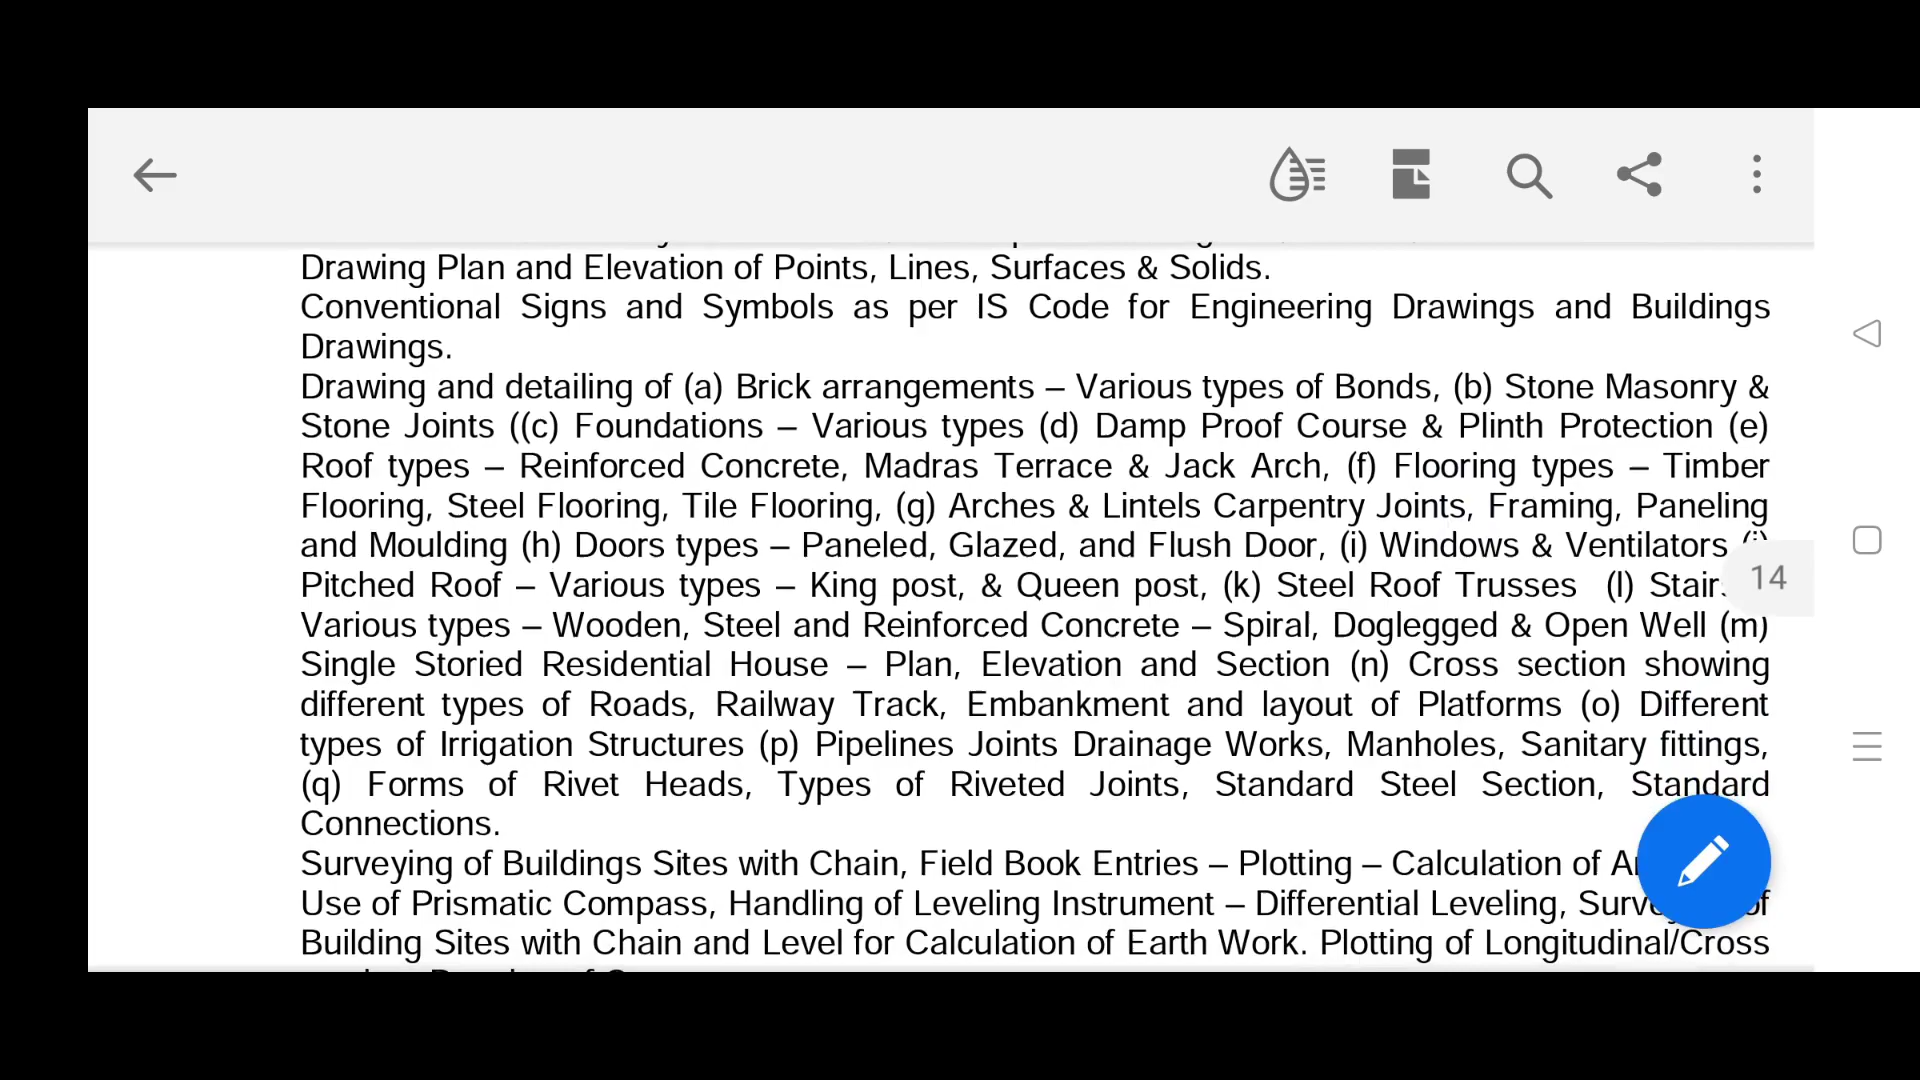 Drawing Plan and Elevation of Points, Lines, Surfaces & Solids.
Conventional Signs and Symbols as per IS Code for Engineering Drawings and Buildings
Drawings.
Drawing and detailing of (a) Brick arrangements – Various types of Bonds, (b) Stone Masonry &
Stone Joints ((c) Foundations – Various types (d) Damp Proof Course & Plinth Protection (e)
Roof types – Reinforced Concrete, Madras Terrace & Jack Arch, (f) Flooring types – Timber
Flooring, Steel Flooring, Tile Flooring, (g) Arches & Lintels Carpentry Joints, Framing, Paneling
and Moulding (h) Doors types – Paneled, Glazed, and Flush Door, (i) Windows & Ventilators
Pitched Roof – Various types – King post, & Queen post, (k) Steel Roof Trusses (l)
14
Various types – Wooden, Steel and Reinforced Concrete – Spiral, Doglegged & Open Well (m)
Single Storied Residential House – Plan, Elevation and Section (n) Cross section showing
different types of Roads, Railway Track, Embankment and layout of Platforms (o) Different
types of Irrigation Structures (p) Pipelines Joints Drainage Works, Manholes, Sanitary fittings,
(q) Forms of Rivet Heads, Types of Riveted Joints, Standard Steel Section, Standard
Connections.
Surveying of Buildings Sites with Chain, Field Book Entries – Plotting – Calculation of
Use of Prismatic Compass, Handling of Leveling Instrument – Differential Leveling,
Building Sites with Chain and Level for Calculation of Earth Work. Plotting of Longitudinal/Cross